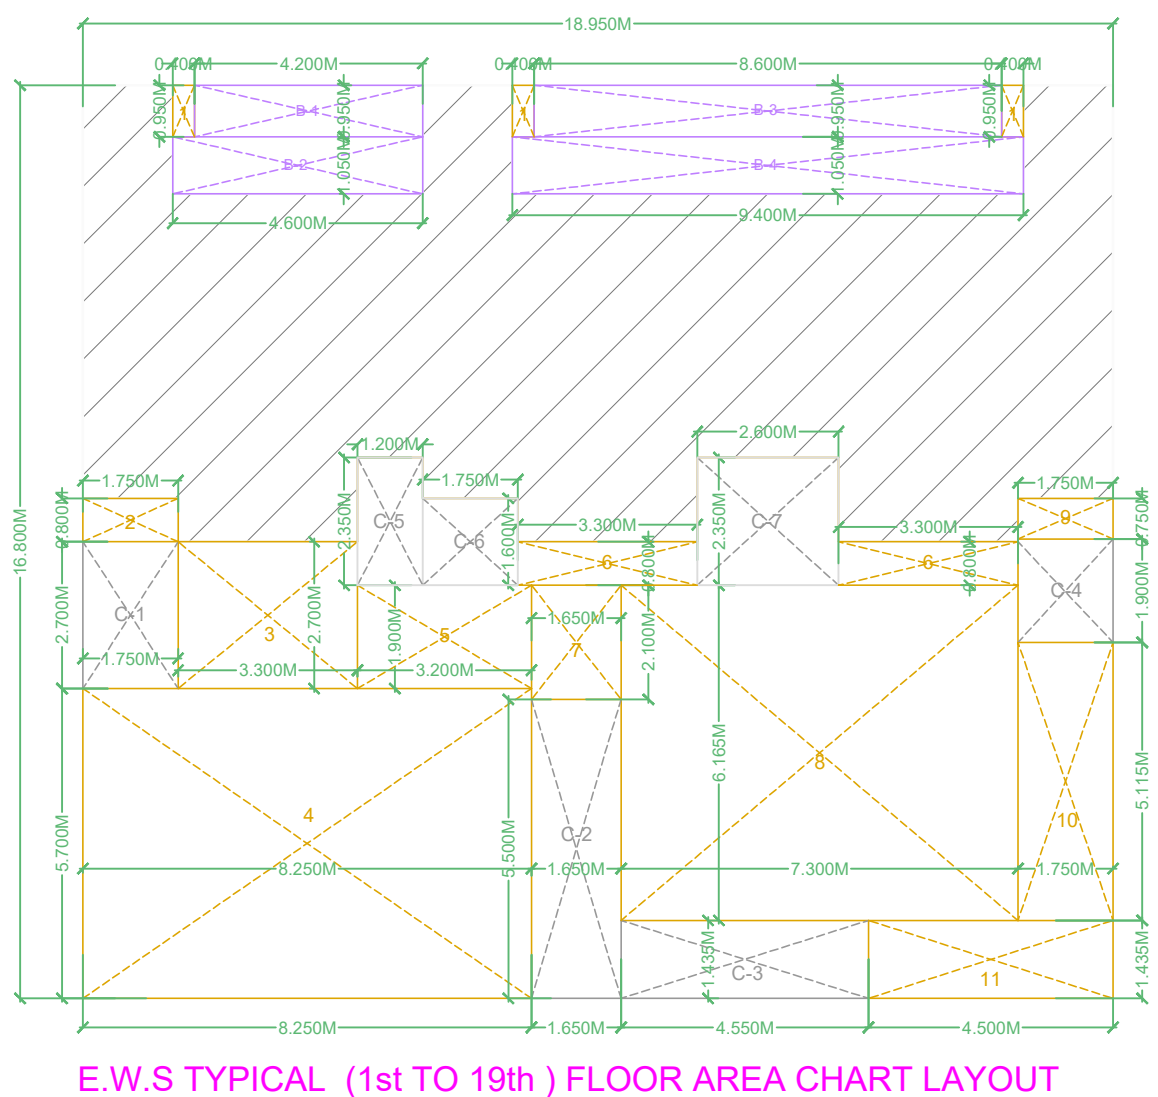 18.950M
0.400M 4.200M 0.400M 8.600M 0.400M
0.950M 1 B-1 0.950M 1 B-3 0.950M 0.950M 1
B-2 1.050M B-4 1.050M
4.600M 9.400M
16.800M
1.200M 2.600M
1.750M 1.750M 1.750M
0.800M 2 2.350M C-5 C-6 1.600M 3.300M 2.350M C-7 3.300M 9 0.750M
6 0.800M 6 0.800M
2.700M C-1 3 2.700M 1.900M 5 1.650M 7 2.100M C-4 1.900M
1.750M 3.300M 3.200M
5.700M 4 5.500M C-2 6.165M 8 10 5.115M
8.250M 1.650M 7.300M 1.750M
1.435M C-3 11 1.435M
8.250M 1.650M 4.550M 4.500M
E.W.S TYPICAL (1st TO 19th ) FLOOR AREA CHART LAYOUT